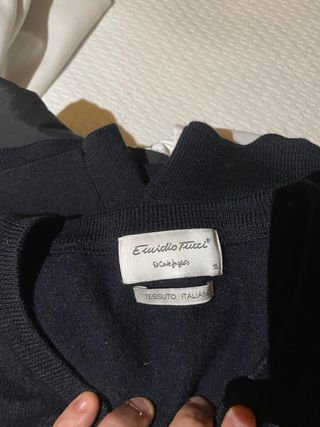 Emidio Tucci®
El Corte Inglés
TESSUTO ITALIANO